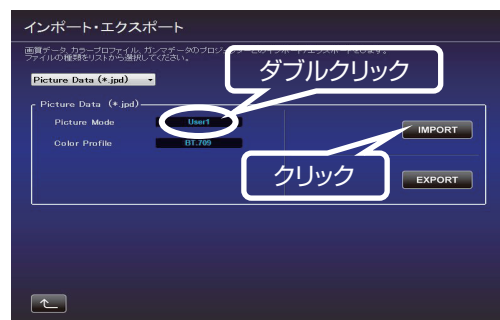 インポート・エクスポート
画質データ、カラープロファイル、ガンマデータのプロジェクターとのインポート/エクスポートをします。
ファイルの種類をリストから選択してください。
ダブルクリック
Picture Data (*.jpd)
Picture Data (*.jpd)
Picture Mode User1
IMPORT
Color Profile BT.709
クリック
EXPORT